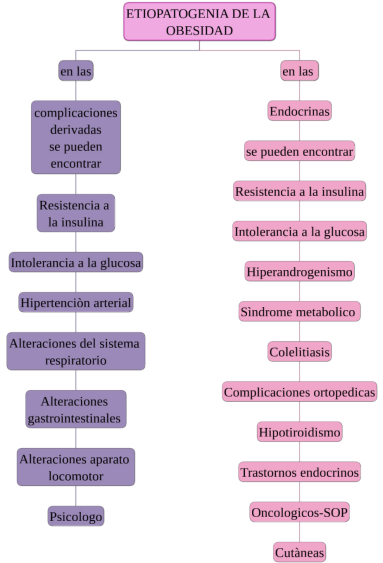 ETIOPATOGENIA DE LA
OBESIDAD
en las
complicaciones
derivadas
se pueden
encontrar
Resistencia a
la insulina
Intolerancia a la glucosa
Hipertenciòn arterial
Alteraciones del sistema
respiratorio
Alteraciones
gastrointestinales
Alteraciones aparato
locomotor
Psicologo
en las
Endocrinas
se pueden encontrar
Resistencia a la insulina
Intolerancia a la glucosa
Hiperandrogenismo
Sìndrome metabolico
Colelitiasis
Complicaciones ortopedicas
Hipotiroidismo
Trastornos endocrinos
Oncologicos-SOP
Cutàneas